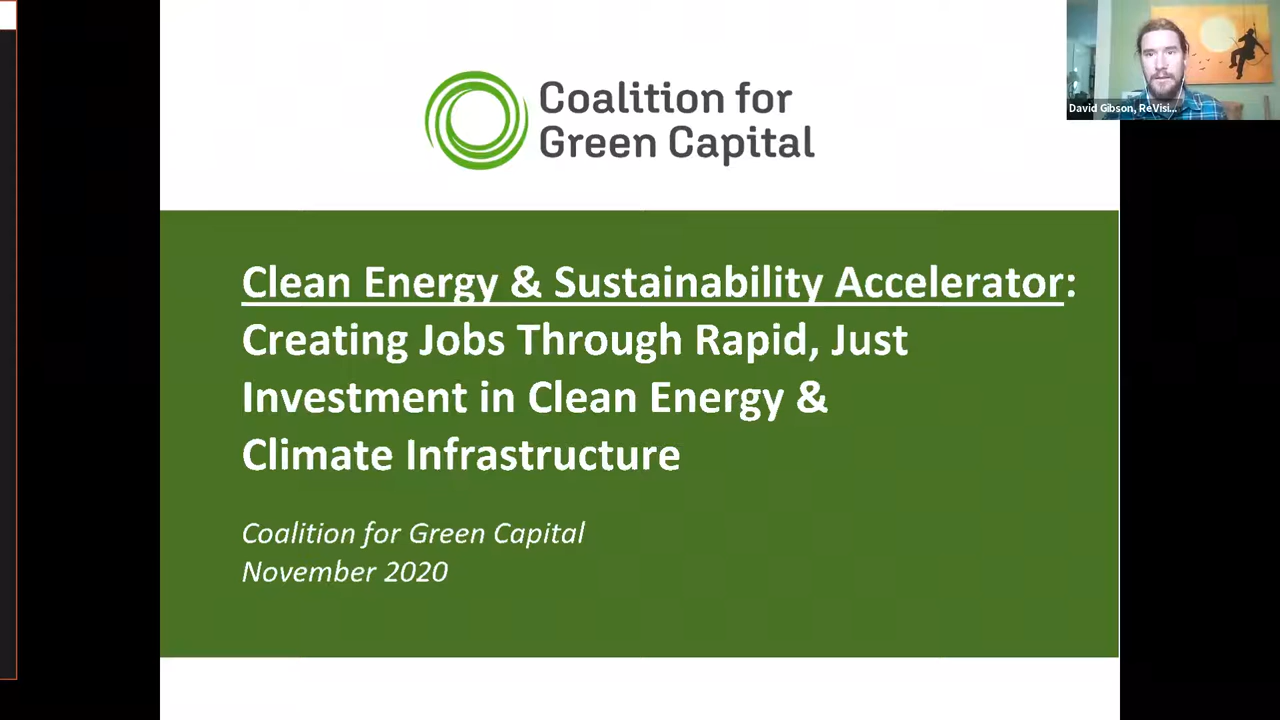 Coalition for
Green Capital
David Gibson, ReVisi...
Clean Energy & Sustainability Accelerator:
Creating Jobs Through Rapid, Just
Investment in Clean Energy &
Climate Infrastructure
Coalition for Green Capital
November 2020